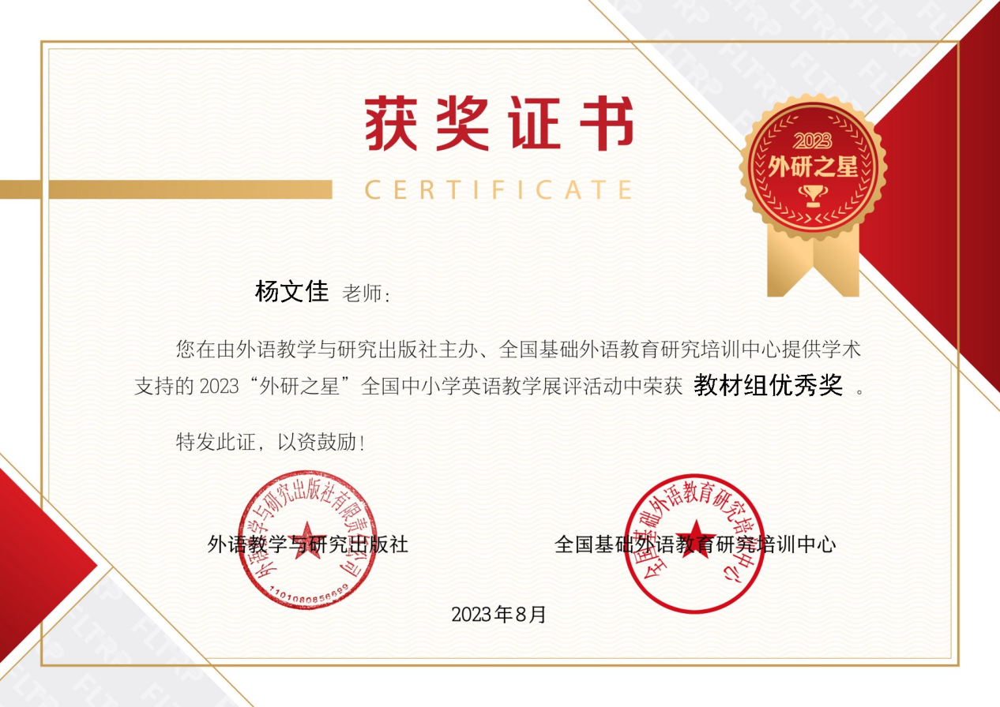 获奖证书
CERTIFICATE
2023
外研之星
杨文佳 老师：
您在由外语教学与研究出版社主办、全国基础外语教育研究培训中心提供学术
支持的 2023 “外研之星” 全国中小学英语教学展评活动中荣获 教材组优秀奖 。
特发此证，以资鼓励！
外语教学与研究出版社有限责任公司
外语教学与研究出版社
1101080856699
全国基础外语教育研究培训中心
全国基础外语教育研究培训中心
2023年8月
FLTRP
FLTRP
FLTRP
FLTRP
FLTRP
FLTRP